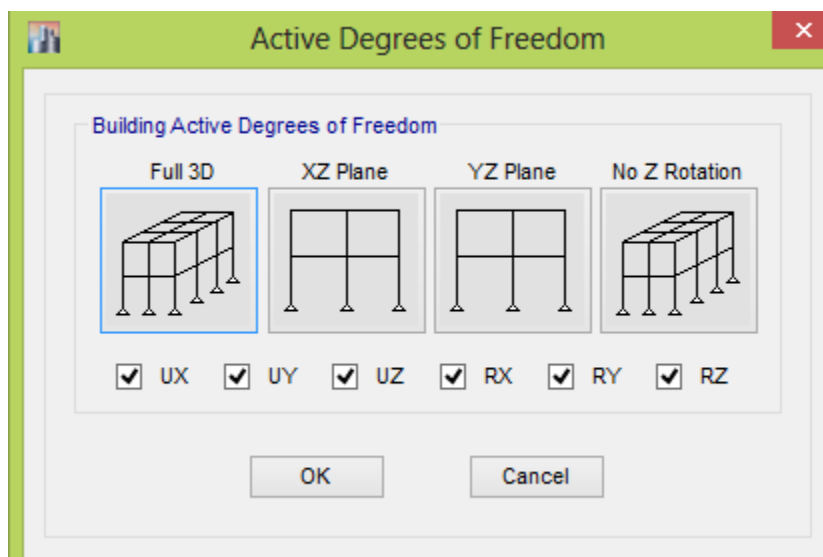 Active Degrees of Freedom
Building Active Degrees of Freedom
Full 3D XZ Plane YZ Plane No Z Rotation
UX UY UZ RX RY RZ
OK Cancel